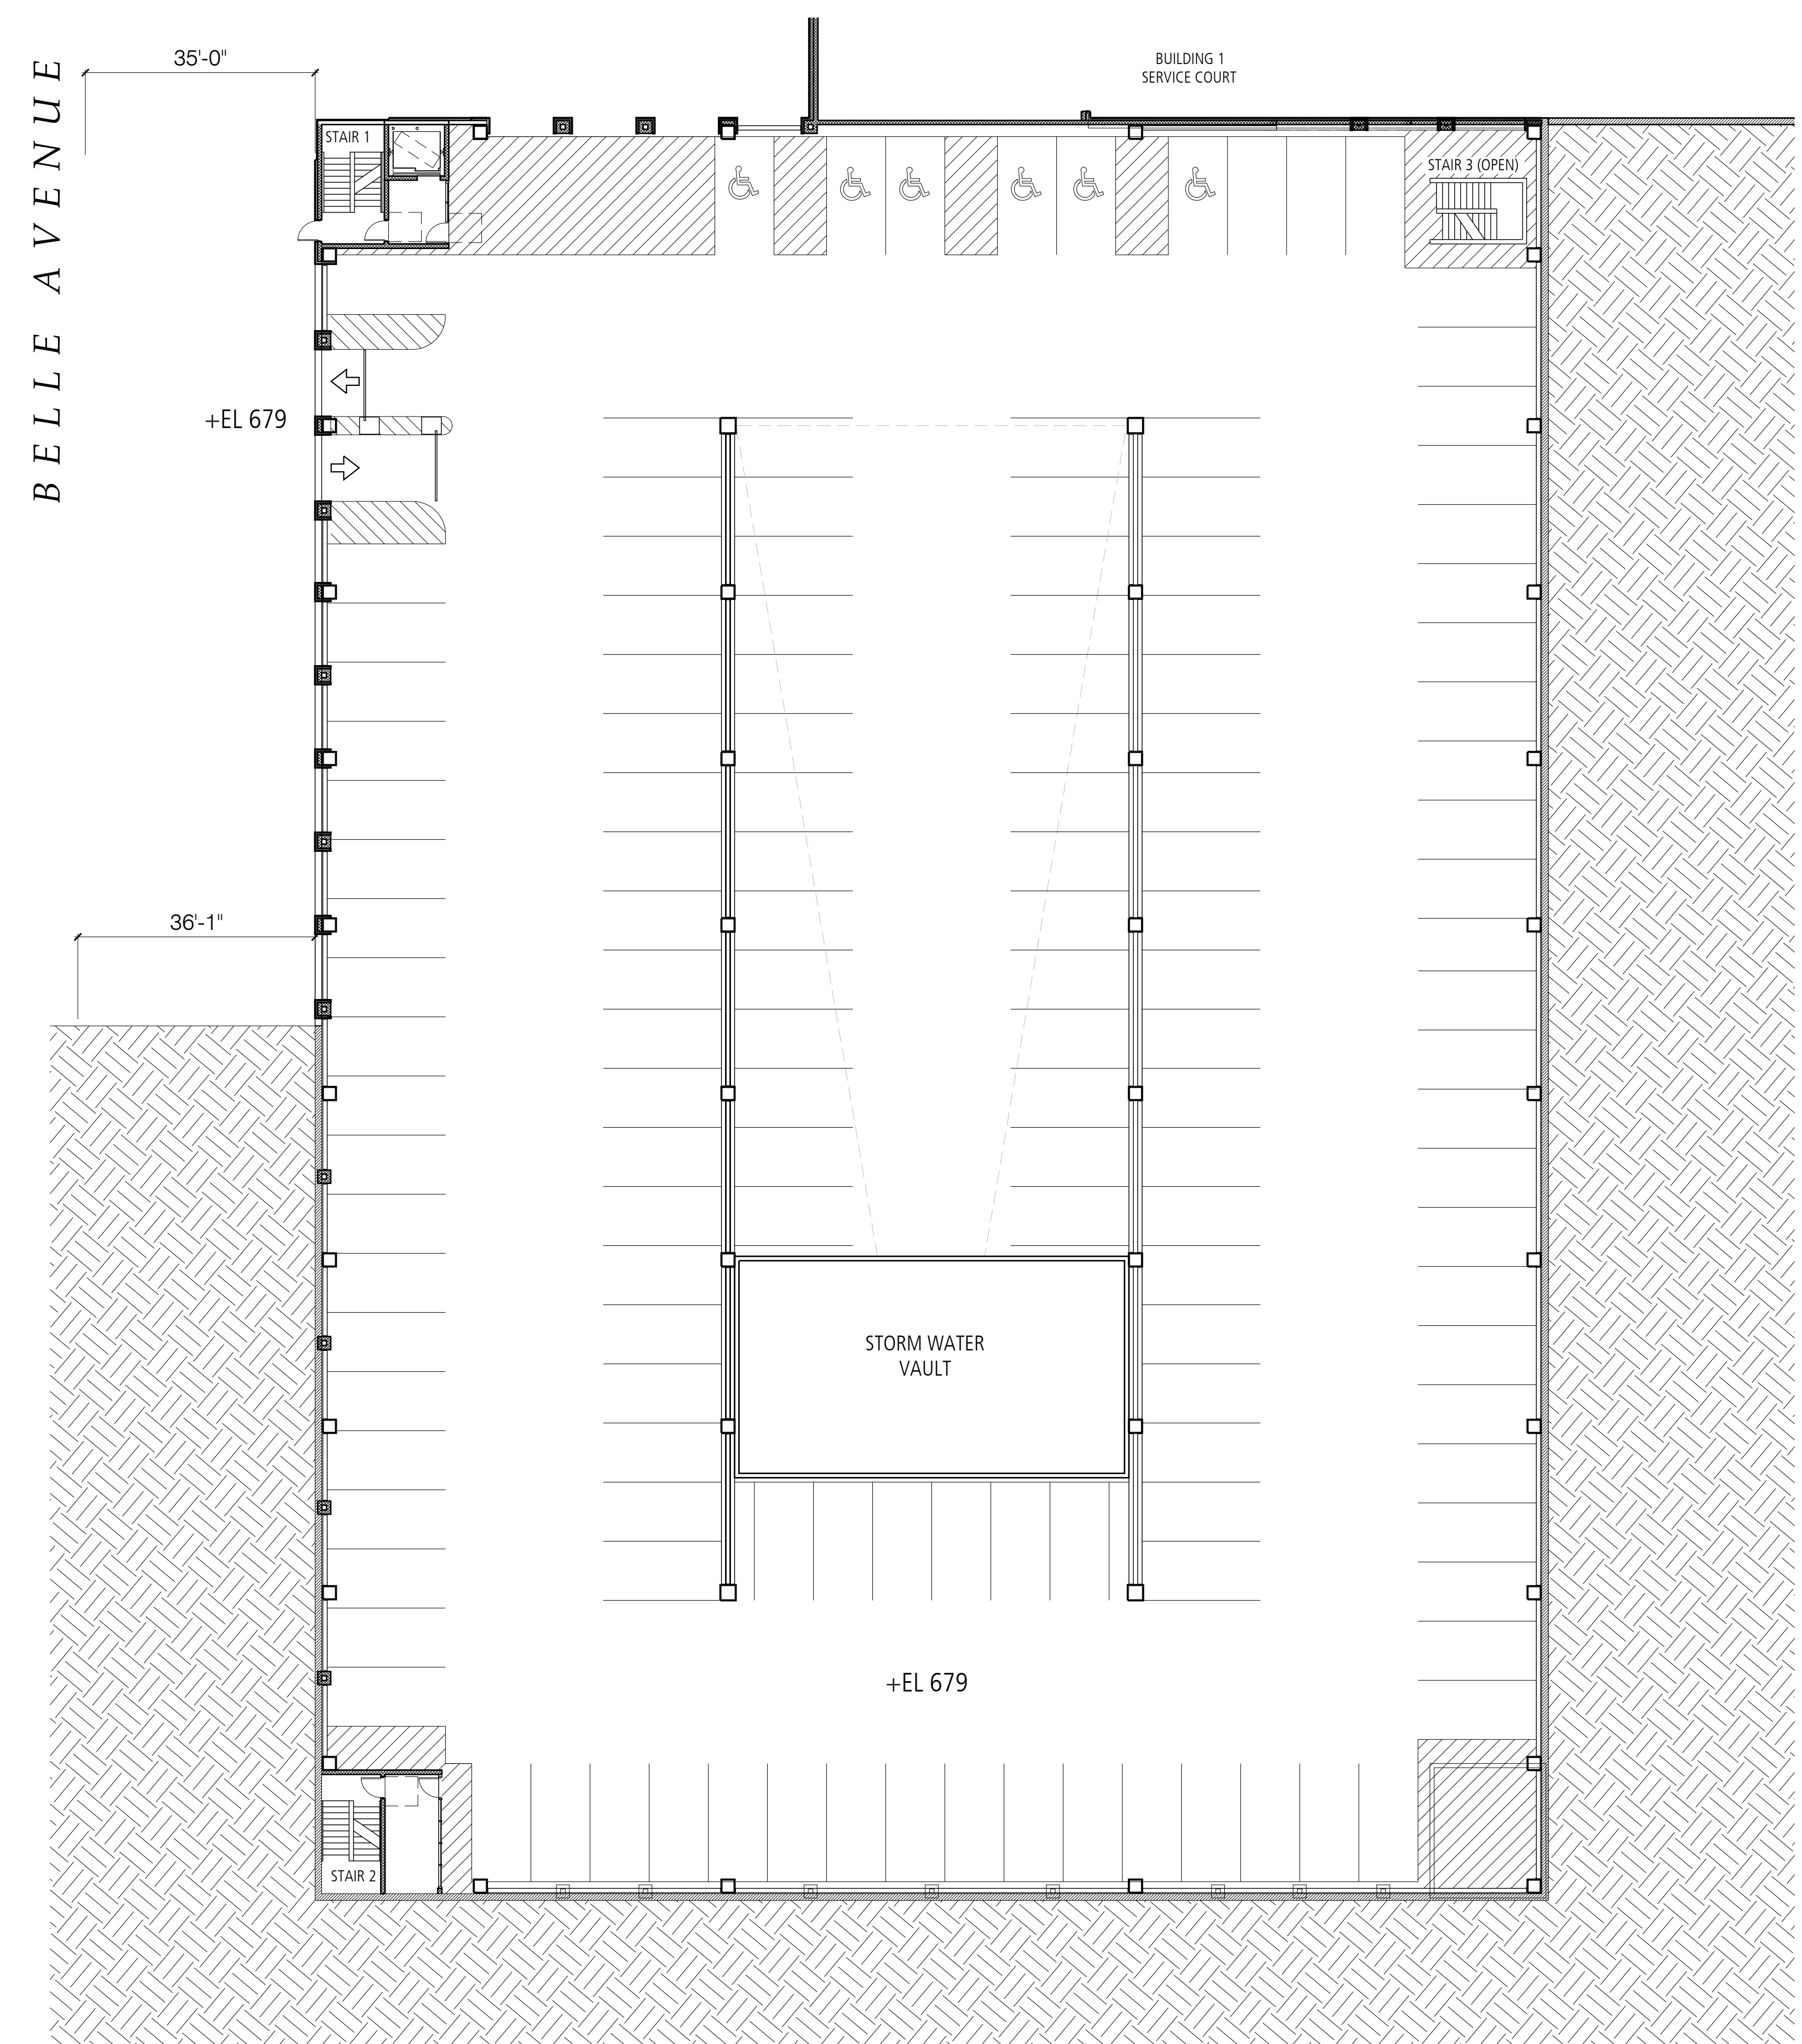 35'-0"
BUILDING 1
SERVICE COURT
BELLE AVENUE
STAIR 1
STAIR 3 (OPEN)
+EL 679
36'-1"
STORM WATER
VAULT
+EL 679
STAIR 2